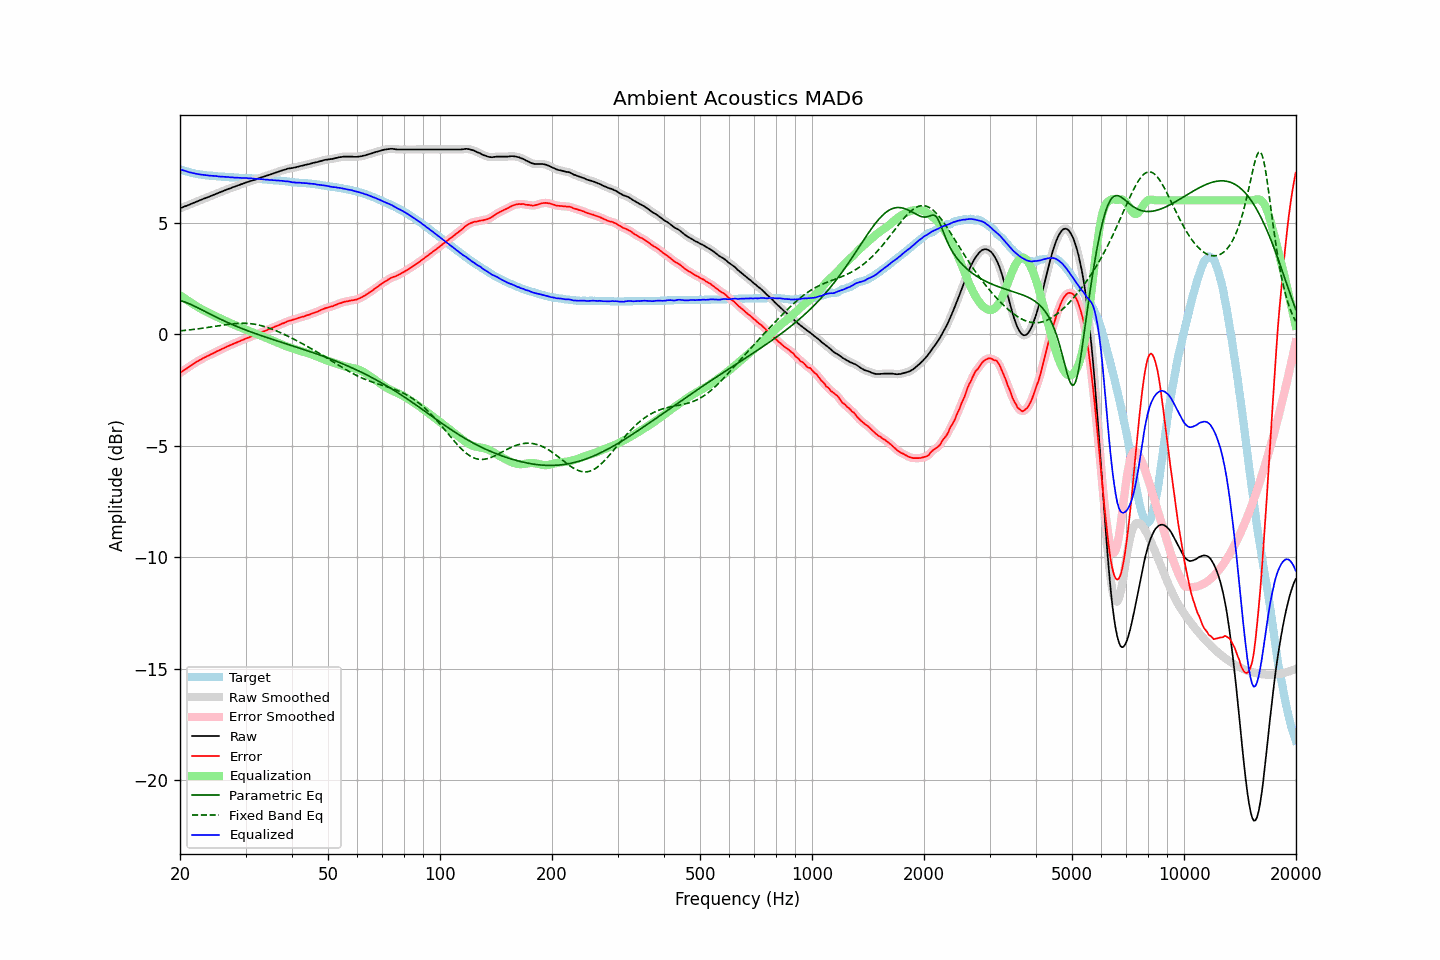 Ambient Acoustics MAD6
Amplitude (dBr)
5
0
−5
−10
−15
−20
Target
Raw Smoothed
Error Smoothed
Raw
Error
Equalization
Parametric Eq
Fixed Band Eq
Equalized
20 50 100 200 500 1000 2000 5000 10000 20000
Frequency (Hz)